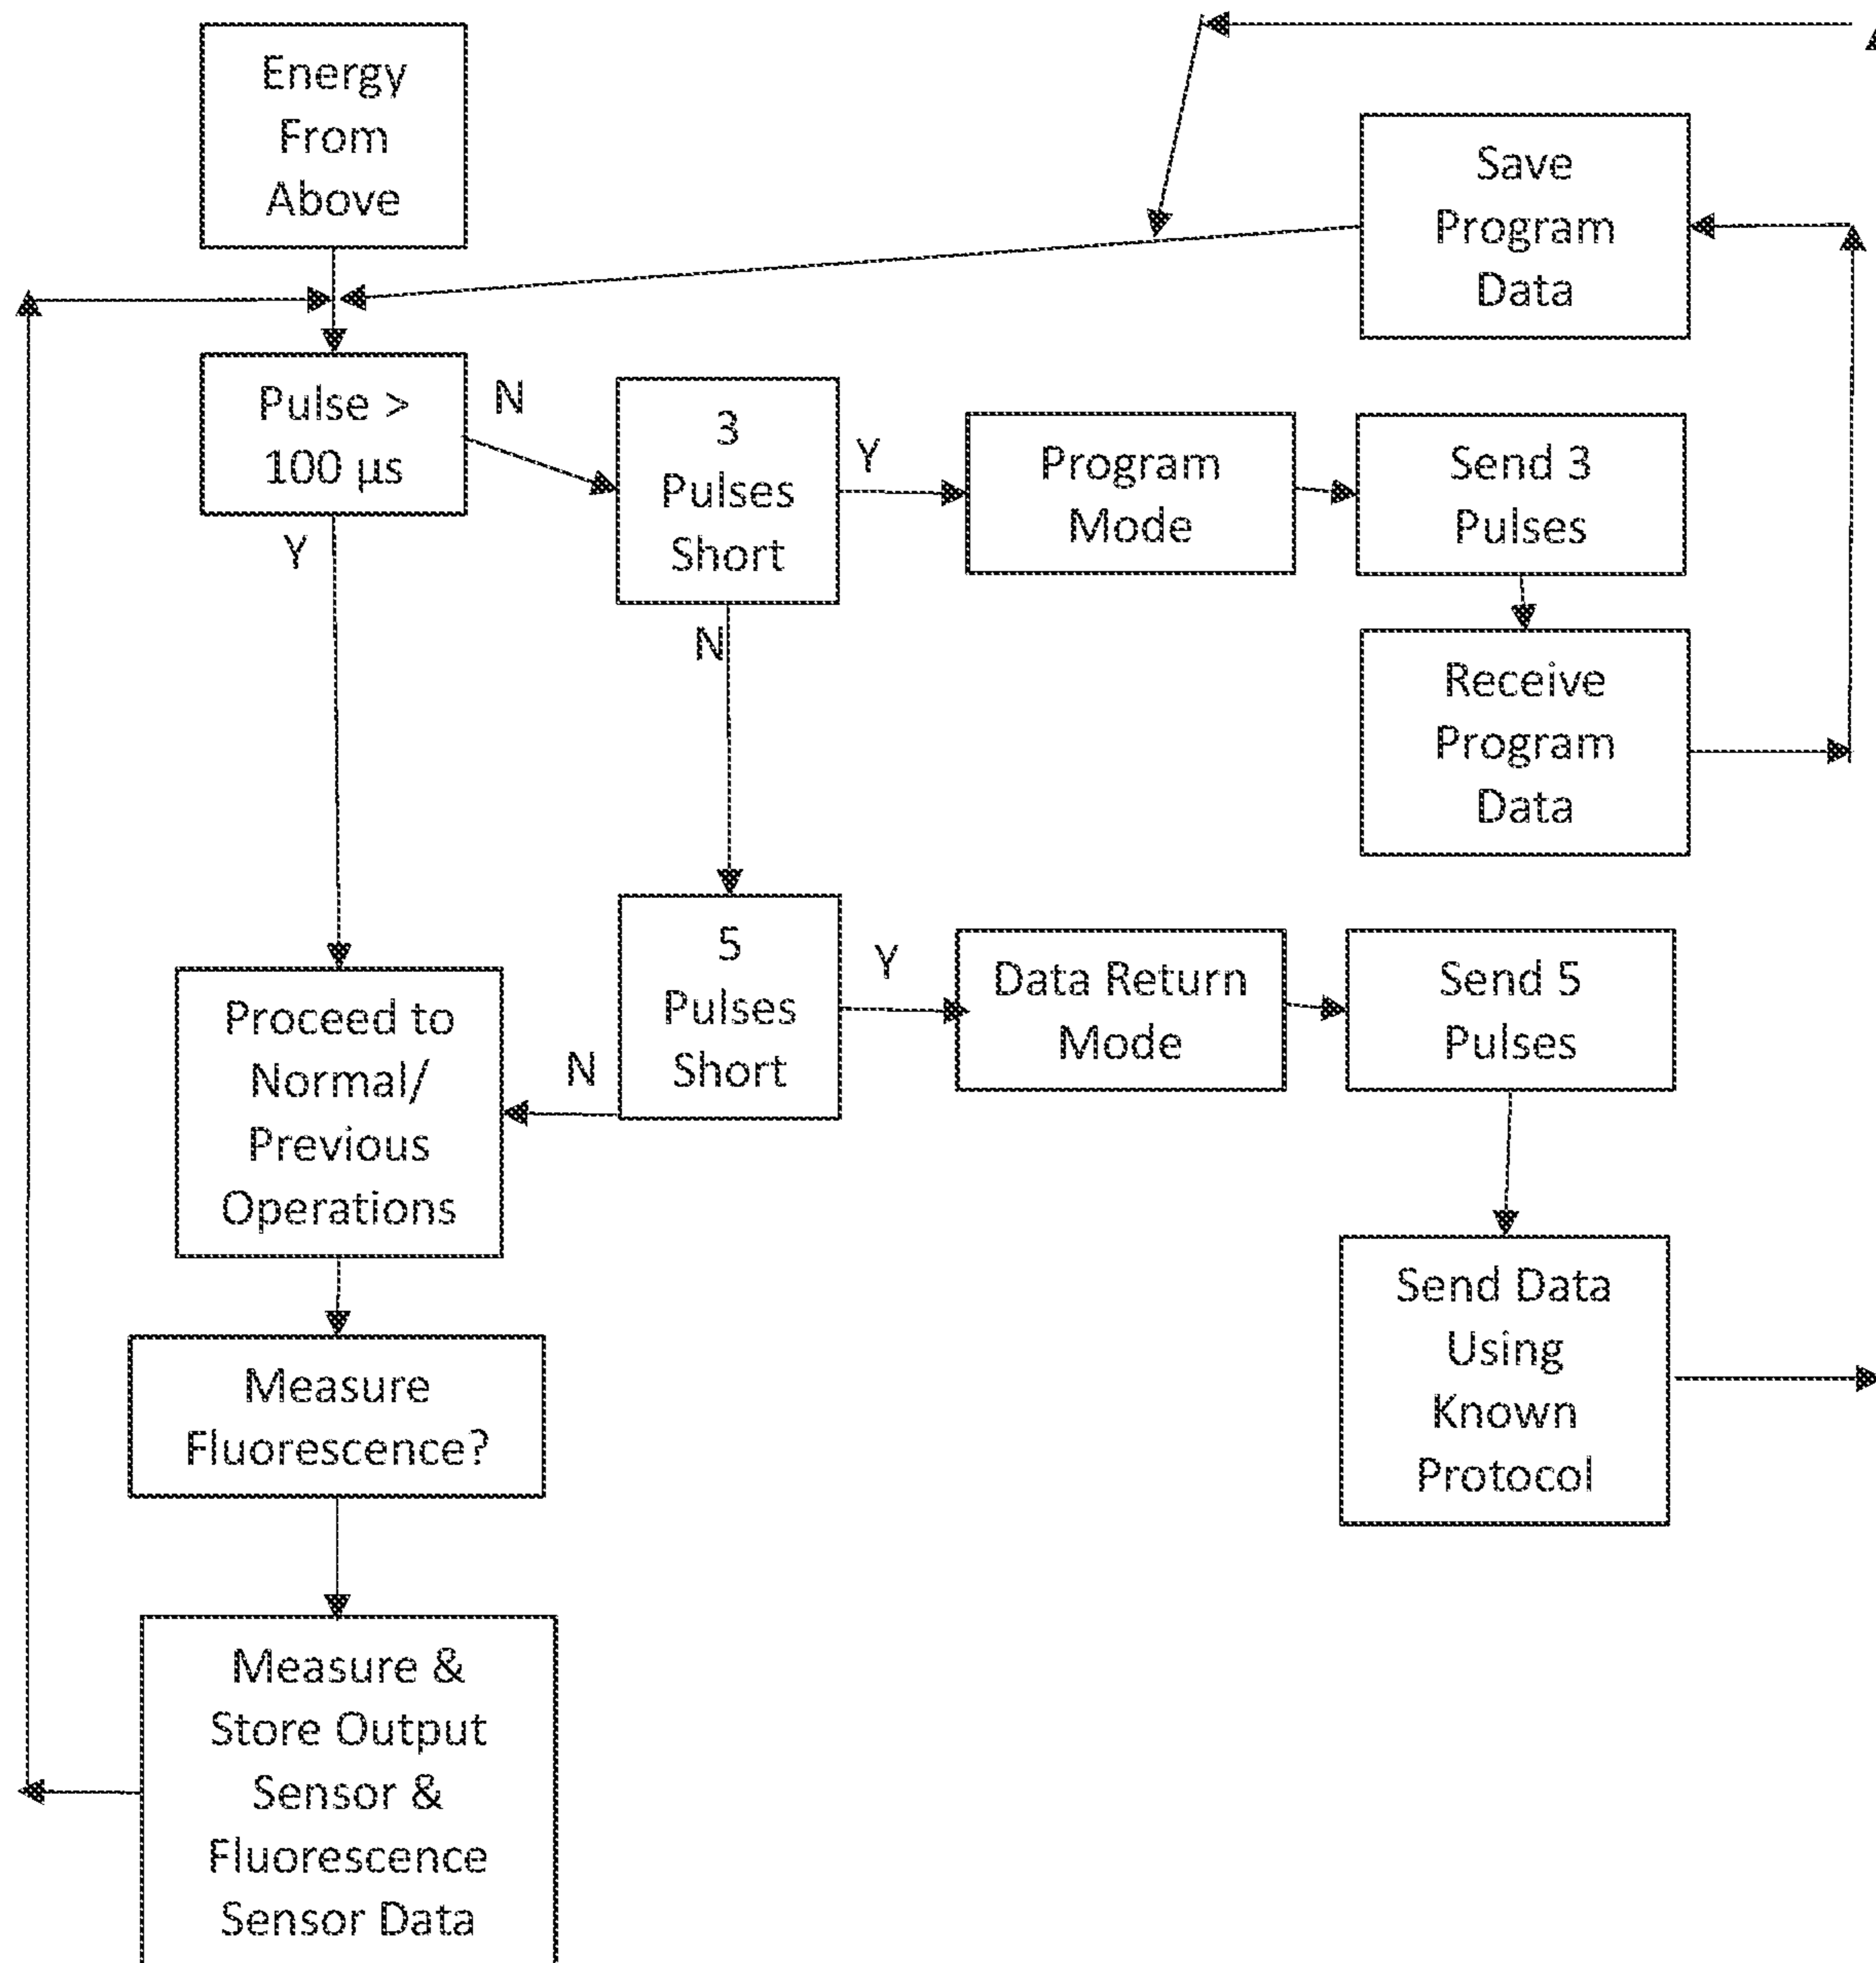 Energy
From
Above
Save
Program
Data
Pulse >
100 µs
N
3
Pulses
Short
Y
Program
Mode
Send 3
Pulses
Y
N
Receive
Program
Data
5
Pulses
Short
Y
Data Return
Mode
Send 5
Pulses
N
Proceed to
Normal/
Previous
Operations
Send Data
Using
Known
Protocol
Measure
Fluorescence?
Measure &
Store Output
Sensor &
Fluorescence
Sensor Data